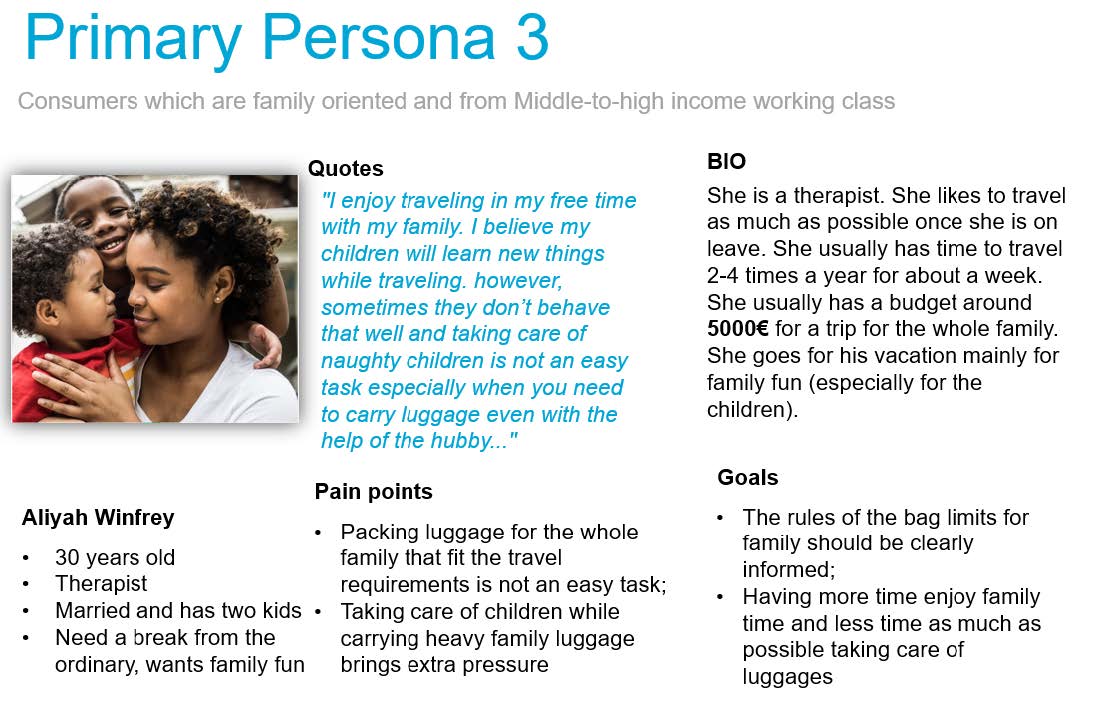 Primary Persona 3
Consumers which are family oriented and from Middle-to-high income working class
Quotes
"I enjoy traveling in my free time
with my family. I believe my
children will learn new things
while traveling. however,
sometimes they don’t behave
that well and taking care of
naughty children is not an easy
task especially when you need
to carry luggage even with the
help of the hubby..."
BIO
She is a therapist. She likes to travel
as much as possible once she is on
leave. She usually has time to travel
2-4 times a year for about a week.
She usually has a budget around
5000€ for a trip for the whole family.
She goes for his vacation mainly for
family fun (especially for the
children).
Aliyah Winfrey
• 30 years old
• Therapist
• Married and has two kids
• Need a break from the
ordinary, wants family fun
Pain points
• Packing luggage for the whole
family that fit the travel
requirements is not an easy task;
• Taking care of children while
carrying heavy family luggage
brings extra pressure
Goals
• The rules of the bag limits for
family should be clearly
informed;
• Having more time enjoy family
time and less time as much as
possible taking care of
luggages